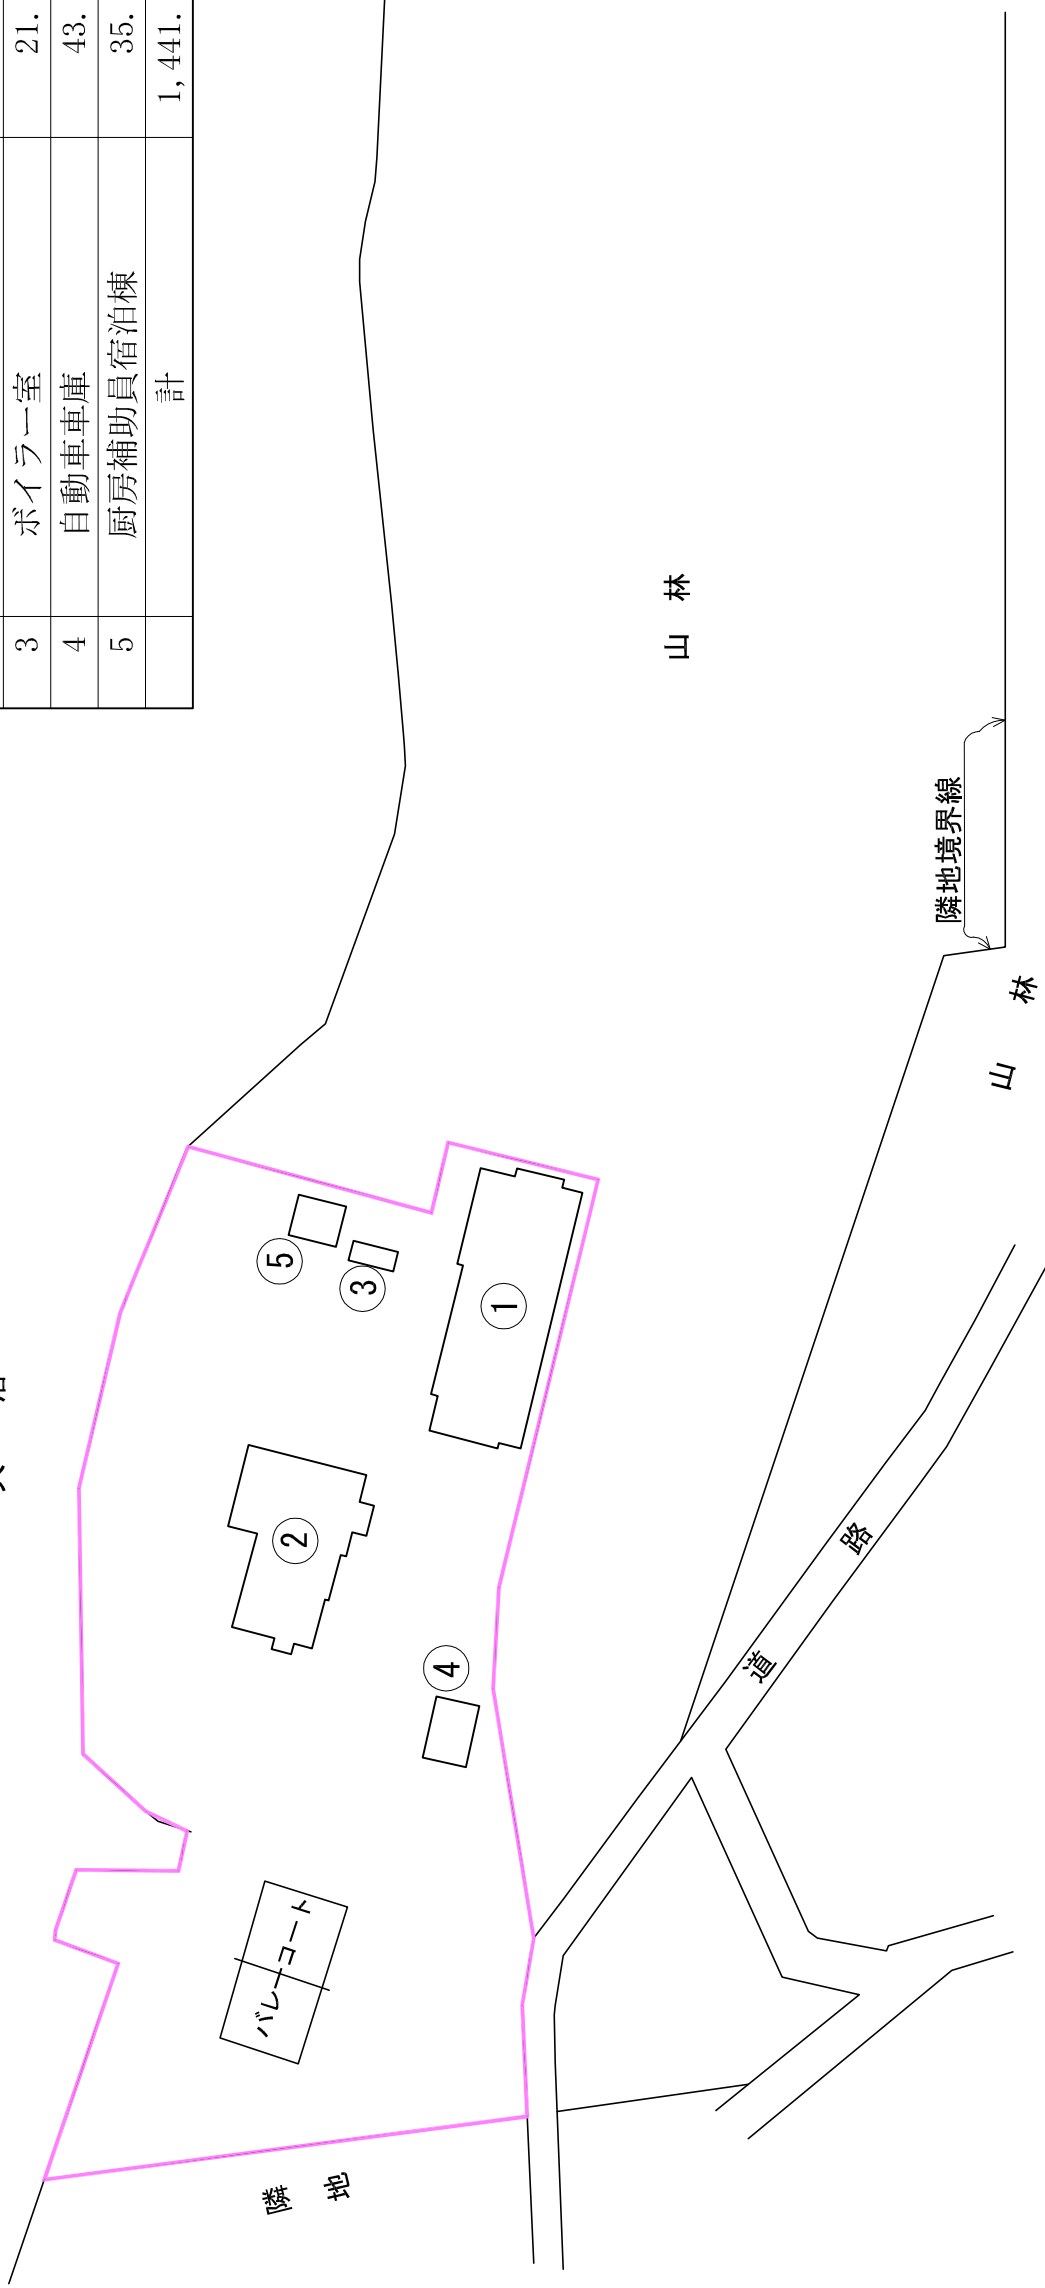 3 ボイラー室 21.
4 自動車車庫 43.
5 厨房補助員宿泊棟 35.
計 1,441.
山林
隣地境界線
山林
道路
⑤
③
①
②
④
バレーコート
隣地